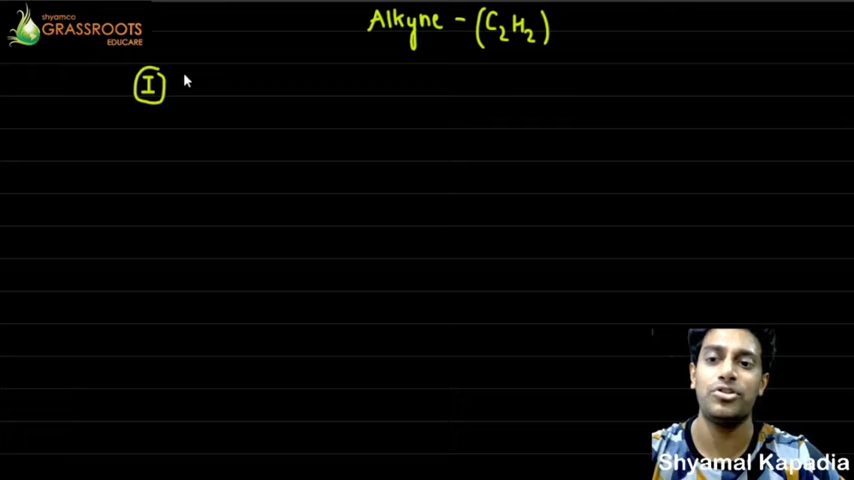 shyamco
GRASSROOTS
EDUCARE
Alkyne - (C₂H₂)
I
Shyamal Kapadia